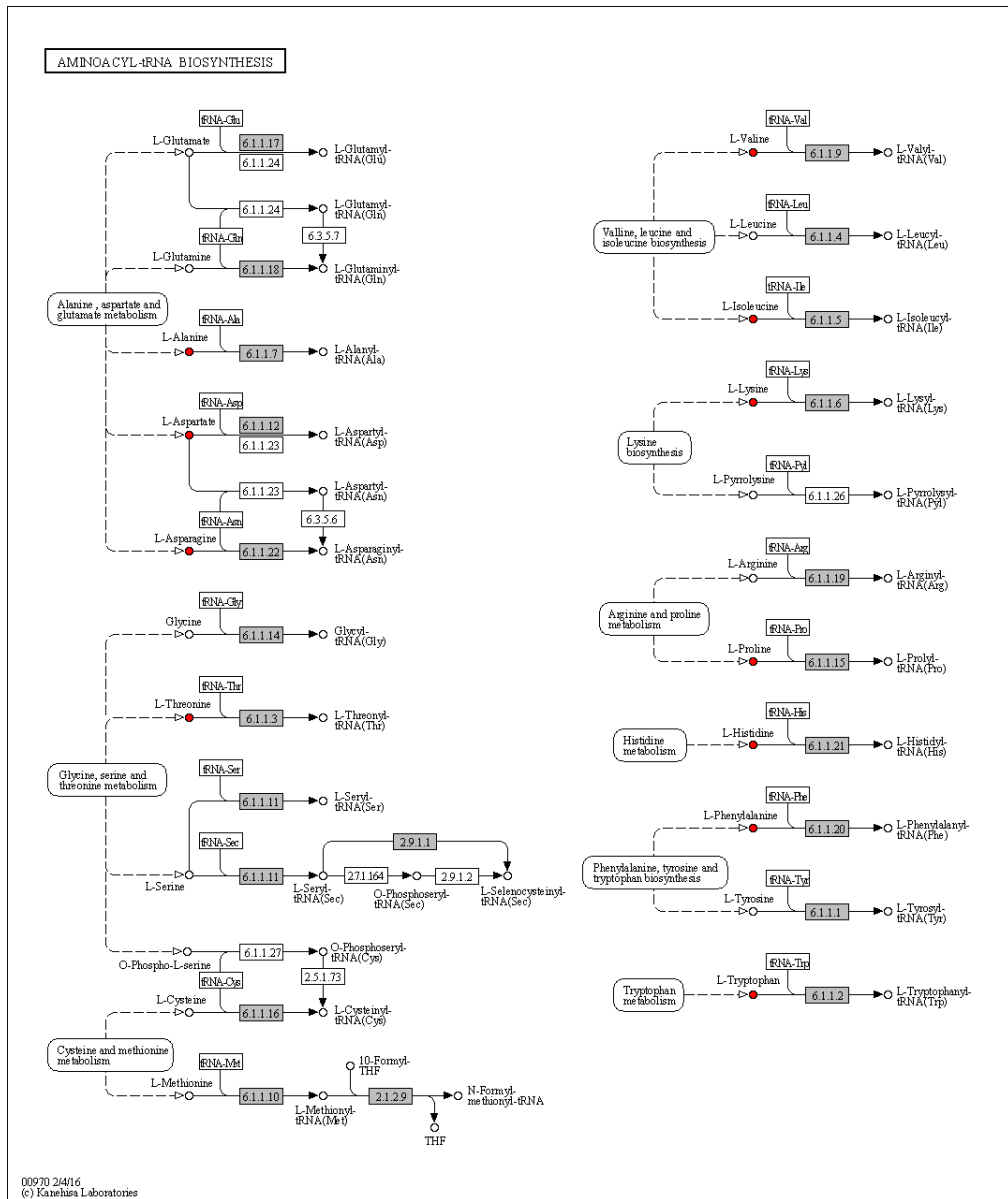 AMINOACYL-tRNA BIOSYNTHESIS
tRNA-Glu
L-Glutamate
6.1.1.17
6.1.1.24
L-Glutamyl-
tRNA(Glu)
6.1.1.24
L-Glutamyl-
tRNA(Gln)
tRNA-Gln
6.3.5.7
L-Glutamine
6.1.1.18
L-Glutaminyl-
tRNA(Gln)
Alanine, aspartate and
glutamate metabolism
tRNA-Ala
L-Alanine
6.1.1.7
L-Alanyl-
tRNA(Ala)
tRNA-Asp
L-Aspartate
6.1.1.12
6.1.1.23
L-Aspartyl-
tRNA(Asp)
6.1.1.23
L-Aspartyl-
tRNA(Asn)
tRNA-Asn
6.3.5.6
L-Asparagine
6.1.1.22
L-Asparaginyl-
tRNA(Asn)
tRNA-Gly
Glycine
6.1.1.14
Glycyl-
tRNA(Gly)
tRNA-Thr
L-Threonine
6.1.1.3
L-Threonyl-
tRNA(Thr)
Glycine, serine and
threonine metabolism
tRNA-Ser
6.1.1.11
L-Seryl-
tRNA(Ser)
tRNA-Sec
L-Serine
6.1.1.11
L-Seryl-
tRNA(Sec)
2.9.1.1
2.7.1.164
O-Phosphoseryl-
tRNA(Sec)
2.9.1.2
L-Selenocysteinyl-
tRNA(Sec)
O-Phospho-L-serine
6.1.1.27
O-Phosphoseryl-
tRNA(Cys)
tRNA-Cys
2.5.1.73
L-Cysteine
6.1.1.16
L-Cysteinyl-
tRNA(Cys)
Cysteine and methionine
metabolism
tRNA-Met
L-Methionine
6.1.1.10
L-Methionyl-
tRNA(Met)
10-Formyl-
THF
2.1.2.9
N-Formyl-
methionyl-tRNA
THF
tRNA-Val
L-Valine
6.1.1.9
L-Valyl-
tRNA(Val)
tRNA-Leu
L-Leucine
Valline, leucine and
isoleucine biosynthesis
6.1.1.4
L-Leucyl-
tRNA(Leu)
tRNA-Ile
L-Isoleucine
6.1.1.5
L-Isoleucyl-
tRNA(Ile)
tRNA-Lys
L-Lysine
6.1.1.6
L-Lysyl-
tRNA(Lys)
Lysine
biosynthesis
tRNA-Pyl
L-Pyrrolysine
6.1.1.26
L-Pyrrolysyl-
tRNA(Pyl)
tRNA-Arg
L-Arginine
6.1.1.19
L-Arginyl-
tRNA(Arg)
Arginine and proline
metabolism
tRNA-Pro
L-Proline
6.1.1.15
L-Prolyl-
tRNA(Pro)
tRNA-His
L-Histidine
Histidine
metabolism
6.1.1.21
L-Histidyl-
tRNA(His)
tRNA-Phe
L-Phenylalanine
6.1.1.20
L-Phenylalanyl-
tRNA(Phe)
Phenylalanine, tyrosine and
tryptophan biosynthesis
tRNA-Tyr
L-Tyrosine
6.1.1.1
L-Tyrosyl-
tRNA(Tyr)
tRNA-Trp
L-Tryptophan
Tryptophan
metabolism
6.1.1.2
L-Tryptophanyl-
tRNA(Trp)
00970 2/4/16
(c) Kanehisa Laboratories